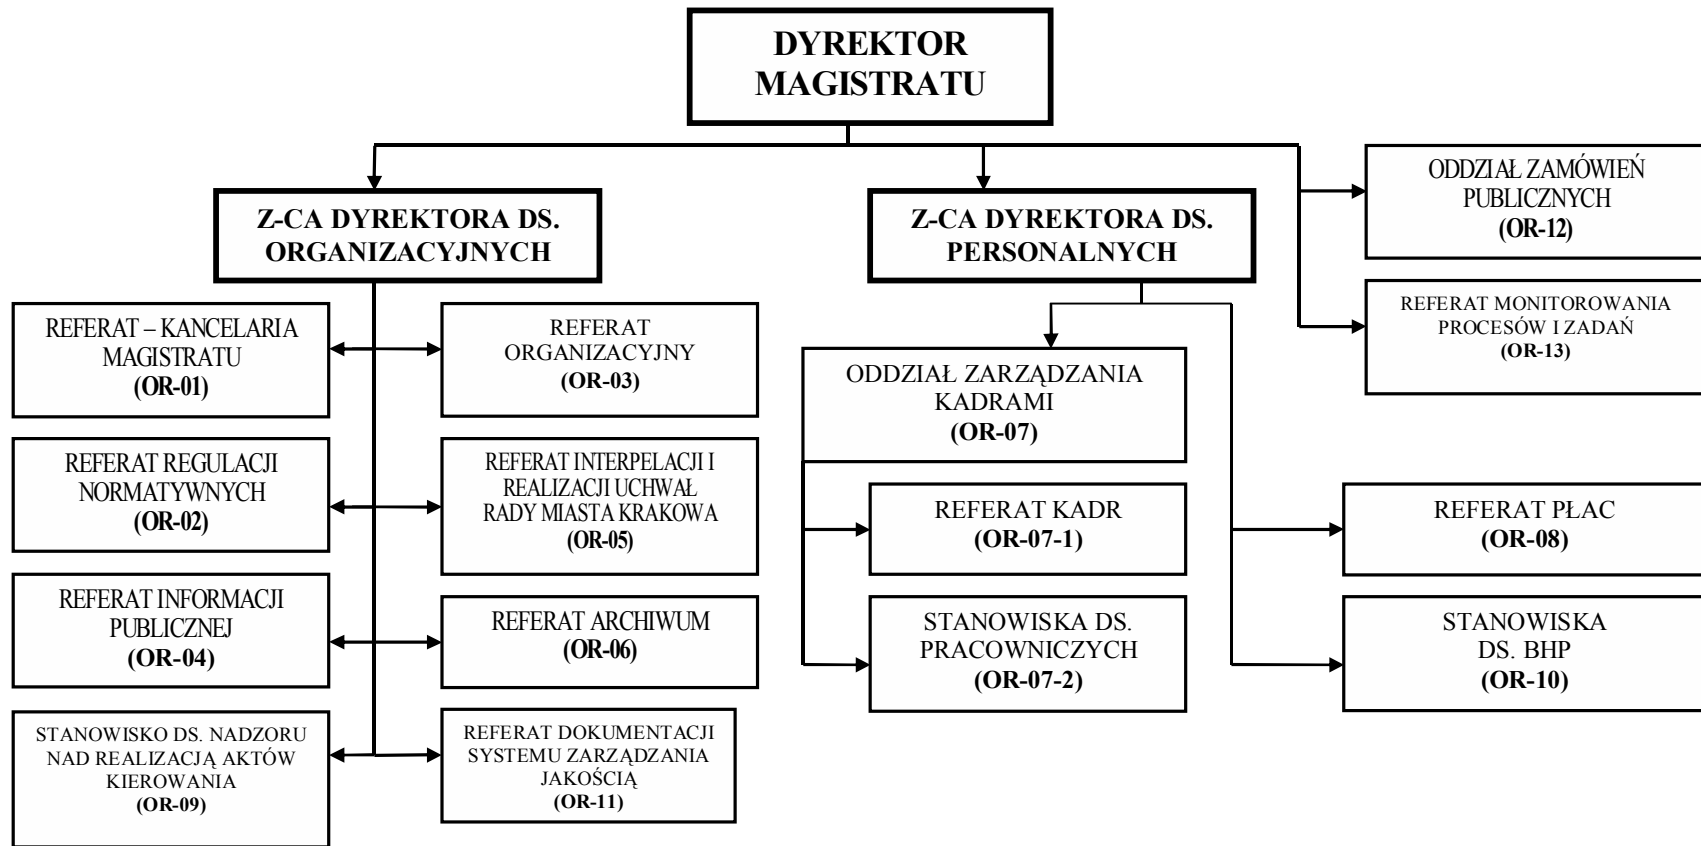 DYREKTOR
MAGISTRATU
Z-CA DYREKTORA DS.
ORGANIZACYJNYCH
Z-CA DYREKTORA DS.
PERSONALNYCH
ODDZIAŁ ZAMÓWIEŃ
PUBLICZNYCH
(OR-12)
REFERAT MONITOROWANIA
PROCESÓW I ZADAŃ
(OR-13)
REFERAT – KANCELARIA
MAGISTRATU
(OR-01)
REFERAT
ORGANIZACYJNY
(OR-03)
REFERAT REGULACJI
NORMATYWNYCH
(OR-02)
REFERAT INTERPELACJI I
REALIZACJI UCHWAŁ
RADY MIASTA KRAKOWA
(OR-05)
REFERAT INFORMACJI
PUBLICZNEJ
(OR-04)
REFERAT ARCHIWUM
(OR-06)
STANOWISKO DS. NADZORU
NAD REALIZACJĄ AKTÓW
KIEROWANIA
(OR-09)
REFERAT DOKUMENTACJI
SYSTEMU ZARZĄDZANIA
JAKOŚCIĄ
(OR-11)
ODDZIAŁ ZARZĄDZANIA
KADRAMI
(OR-07)
REFERAT KADR
(OR-07-1)
STANOWISKA DS.
PRACOWNICZYCH
(OR-07-2)
REFERAT PŁAC
(OR-08)
STANOWISKA
DS. BHP
(OR-10)